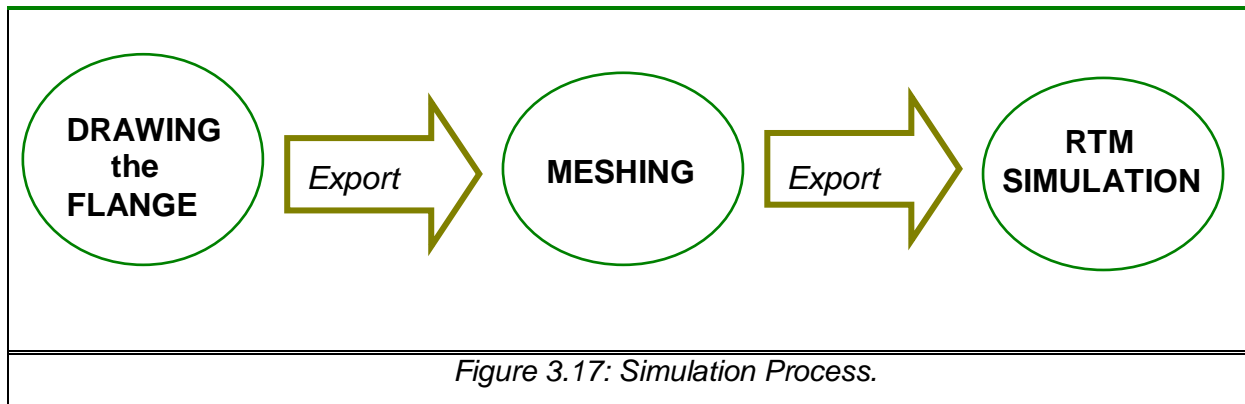 DRAWING
the
FLANGE
Export
MESHING
Export
RTM
SIMULATION
Figure 3.17: Simulation Process.